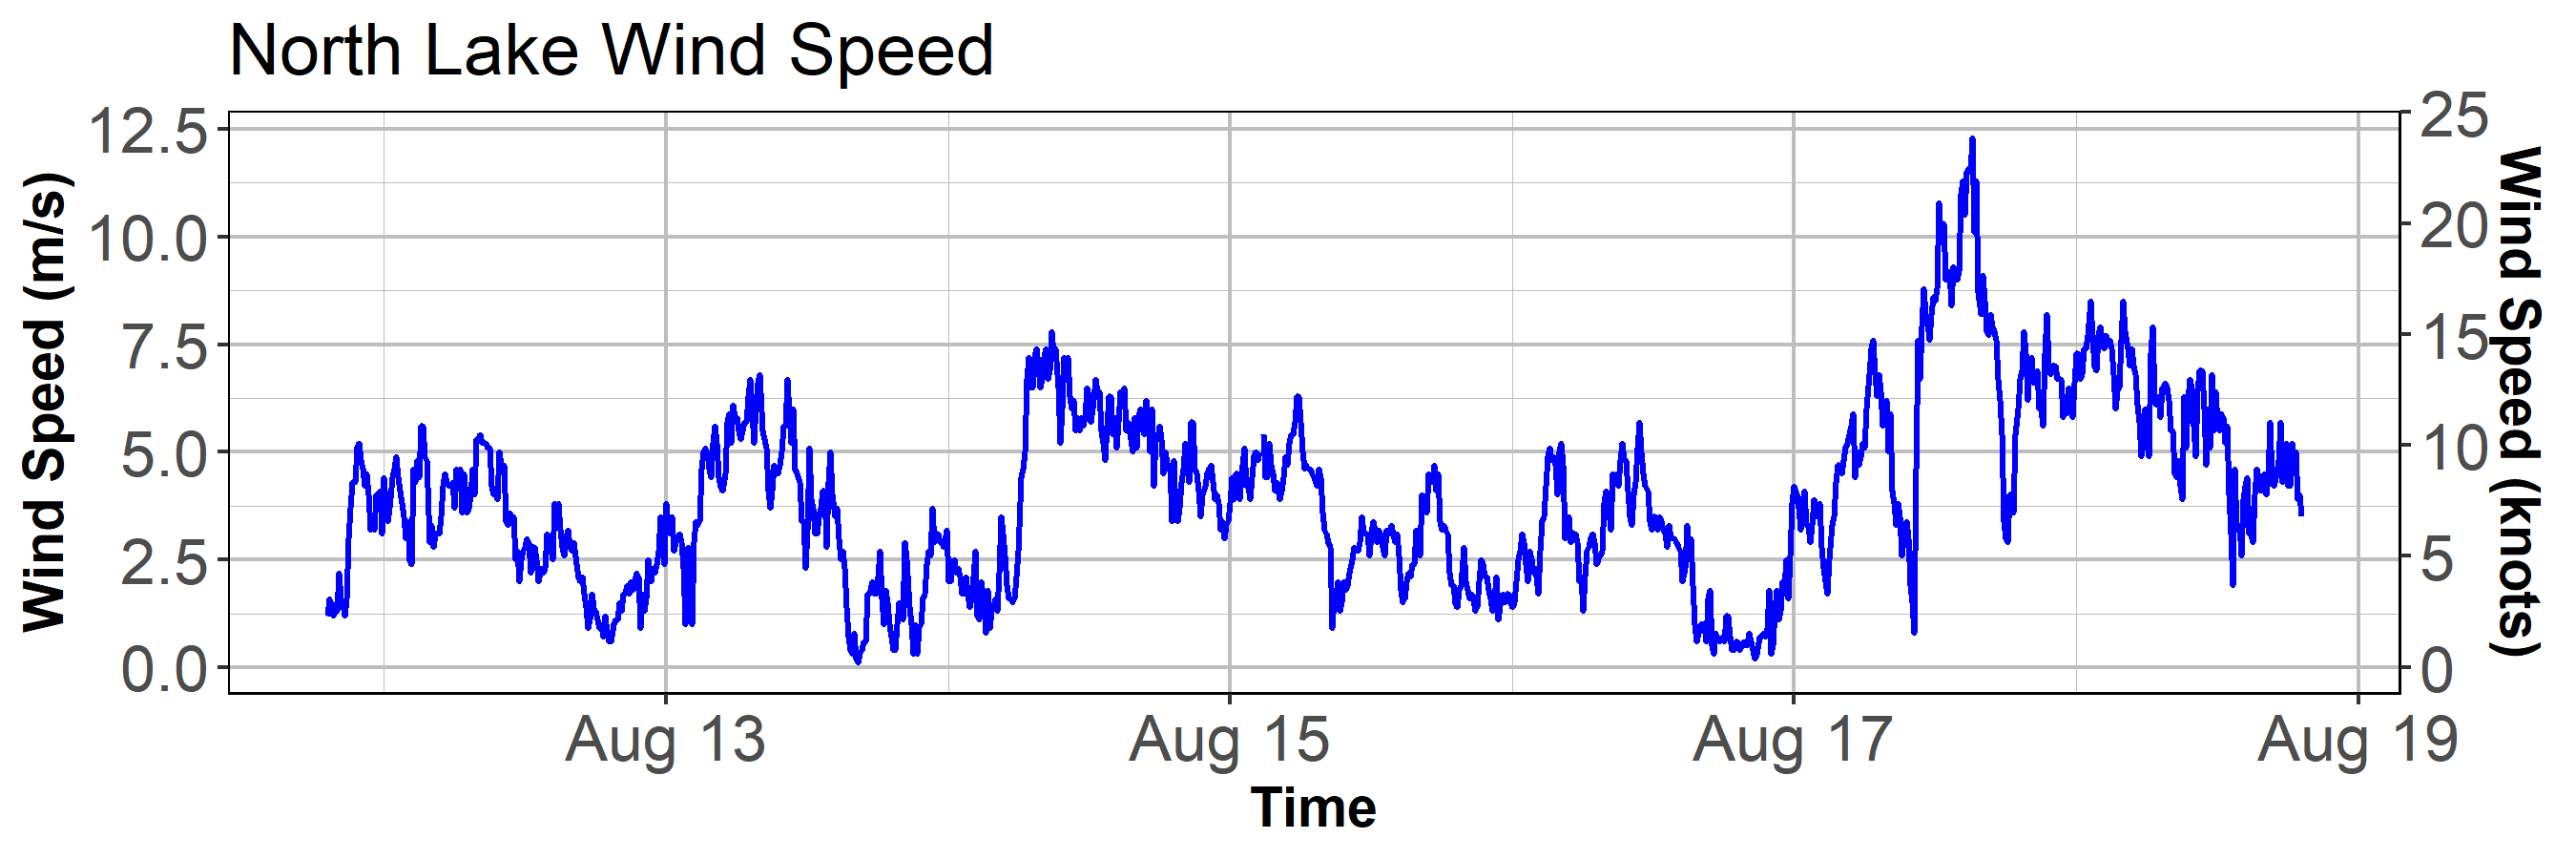 North Lake Wind Speed
Wind Speed (m/s)
12.5
10.0
7.5
5.0
2.5
0.0
25
20
15
10
5
0
Wind Speed (knots)
Aug 13
Aug 15
Aug 17
Aug 19
Time